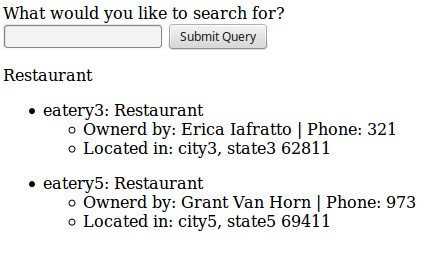 What would you like to search for?
Submit Query
Restaurant
eatery3: Restaurant
Ownerd by: Erica Iafratto | Phone: 321
Located in: city3, state3 62811
eatery5: Restaurant
Ownerd by: Grant Van Horn | Phone: 973
Located in: city5, state5 69411